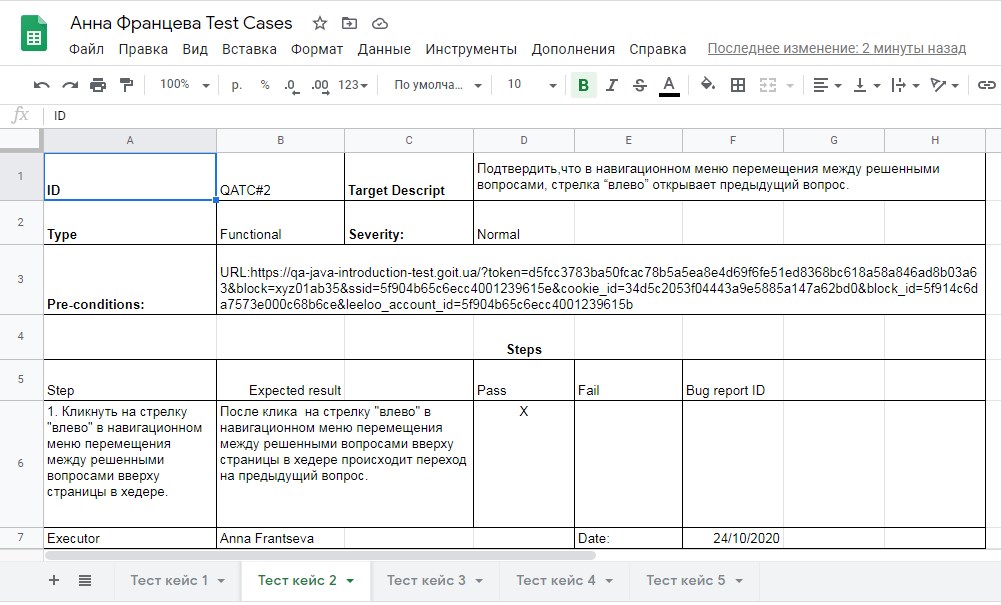 Анна Францева Test Cases
Файл Правка Вид Вставка Формат Данные Инструменты Дополнения Справка Последнее изменение: 2 минуты назад
100% р. % .0 .00 123 По умолча... 10 B I S A
fx ID
A B C D E F G H
1 ID QATC#2 Target Descript Подтвердить,что в навигационном меню перемещения между решенными
вопросами, стрелка “влево” открывает предыдущий вопрос.
2 Type Functional Severity: Normal
3 Pre-conditions: URL:https://qa-java-introduction-test.goit.ua/?token=d5fcc3783ba50fcac78b5a5ea8e4d69f6fe51ed8368bc618a58a846ad8b03a6
3&block=xyz01ab35&ssid=5f904b65c6ecc4001239615e&cookie_id=34d5c2053f04443a9e5885a147a62bd0&block_id=5f914c6d
a7573e000c68b6ce&leeloo_account_id=5f904b65c6ecc4001239615b
4 Steps
5 Step Expected result Pass Fail Bug report ID
6 1. Кликнуть на стрелку
"влево" в навигационном
меню перемещения
между решенными
вопросами вверху
страницы в хедере.
После клика на стрелку "влево" в
навигационном меню перемещения
между решенными вопросами вверху
страницы в хедере происходит переход
на предыдущий вопрос.
X
7 Executor Anna Frantseva Date: 24/10/2020
Тест кейс 1 Тест кейс 2 Тест кейс 3 Тест кейс 4 Тест кейс 5